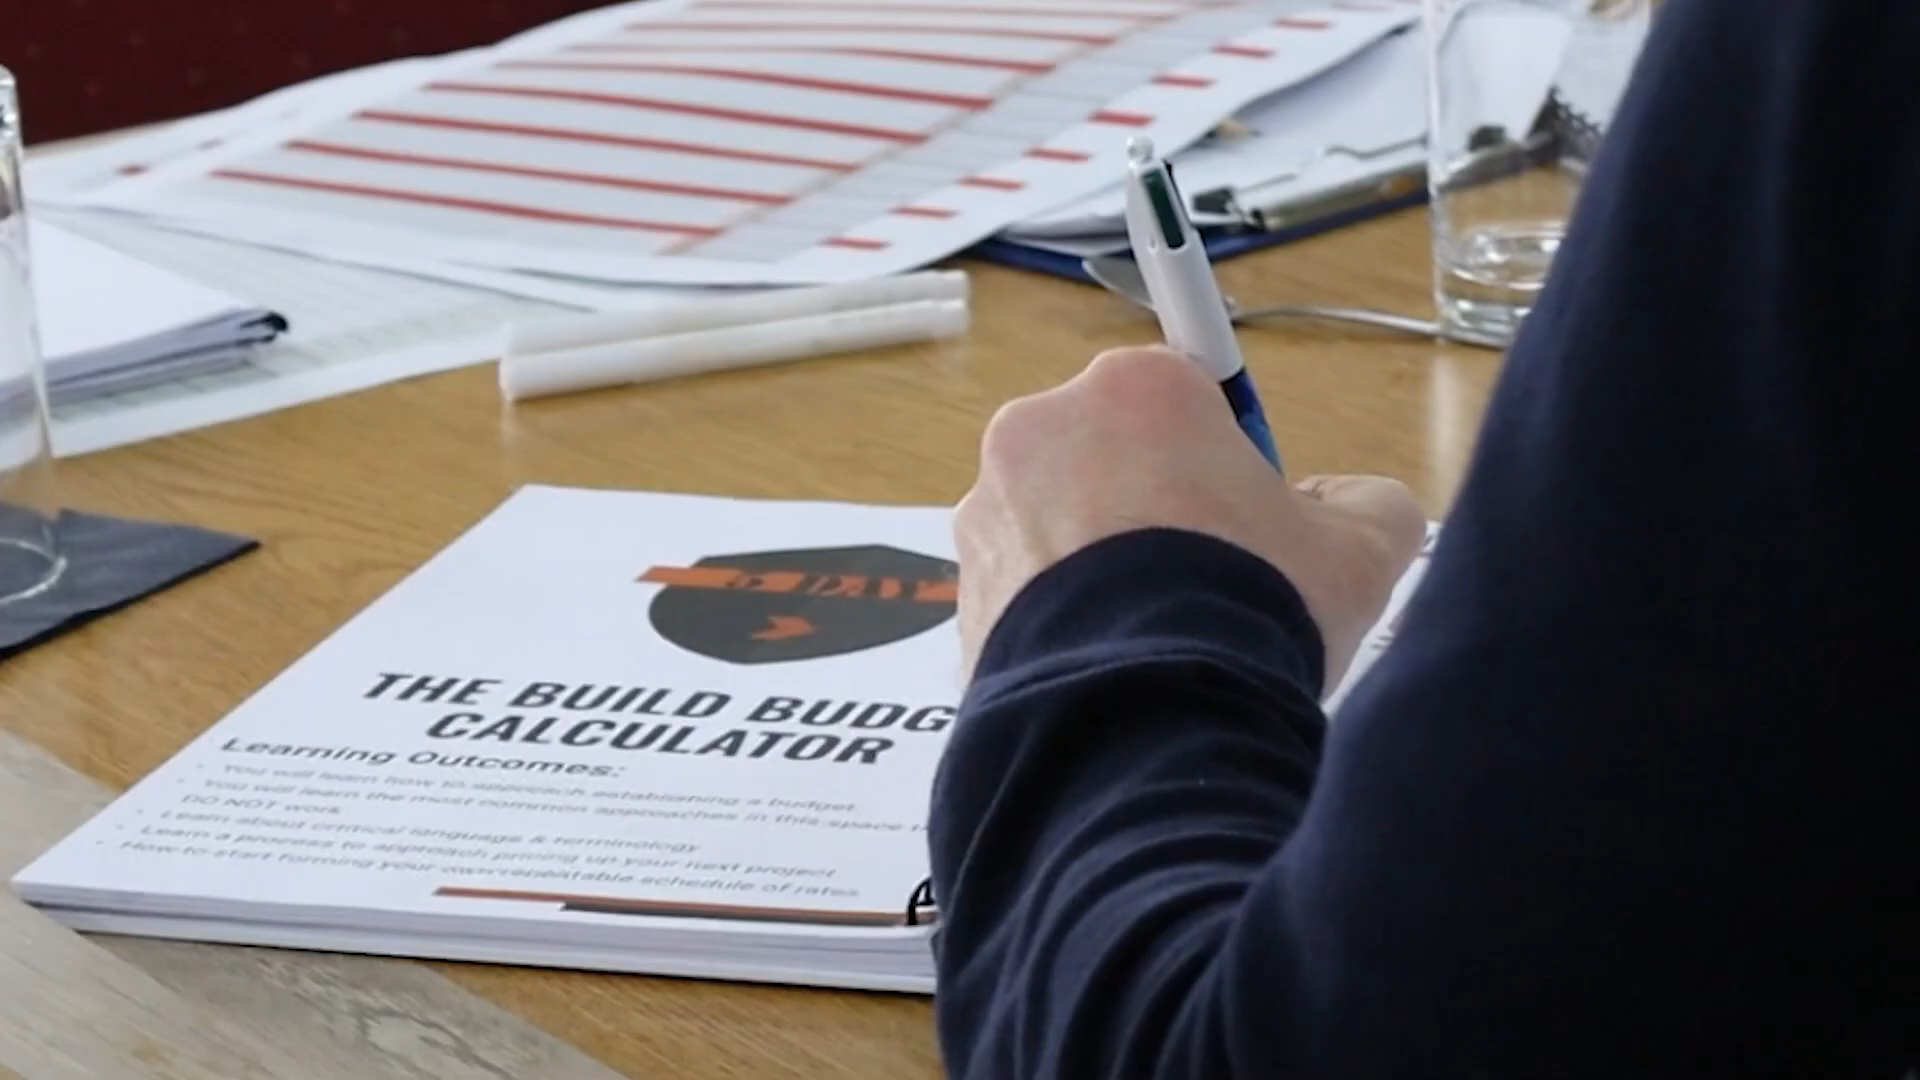 5 DAY
THE BUILD BUDG
CALCULATOR
Learning Outcomes:
You will learn how to approach establishing a budget.
You will learn the most common approaches in this space
DO NOT work
Learn about critical language & terminology
Learn a process to approach pricing up your next project
How to start forming your own repeatable schedule of rates